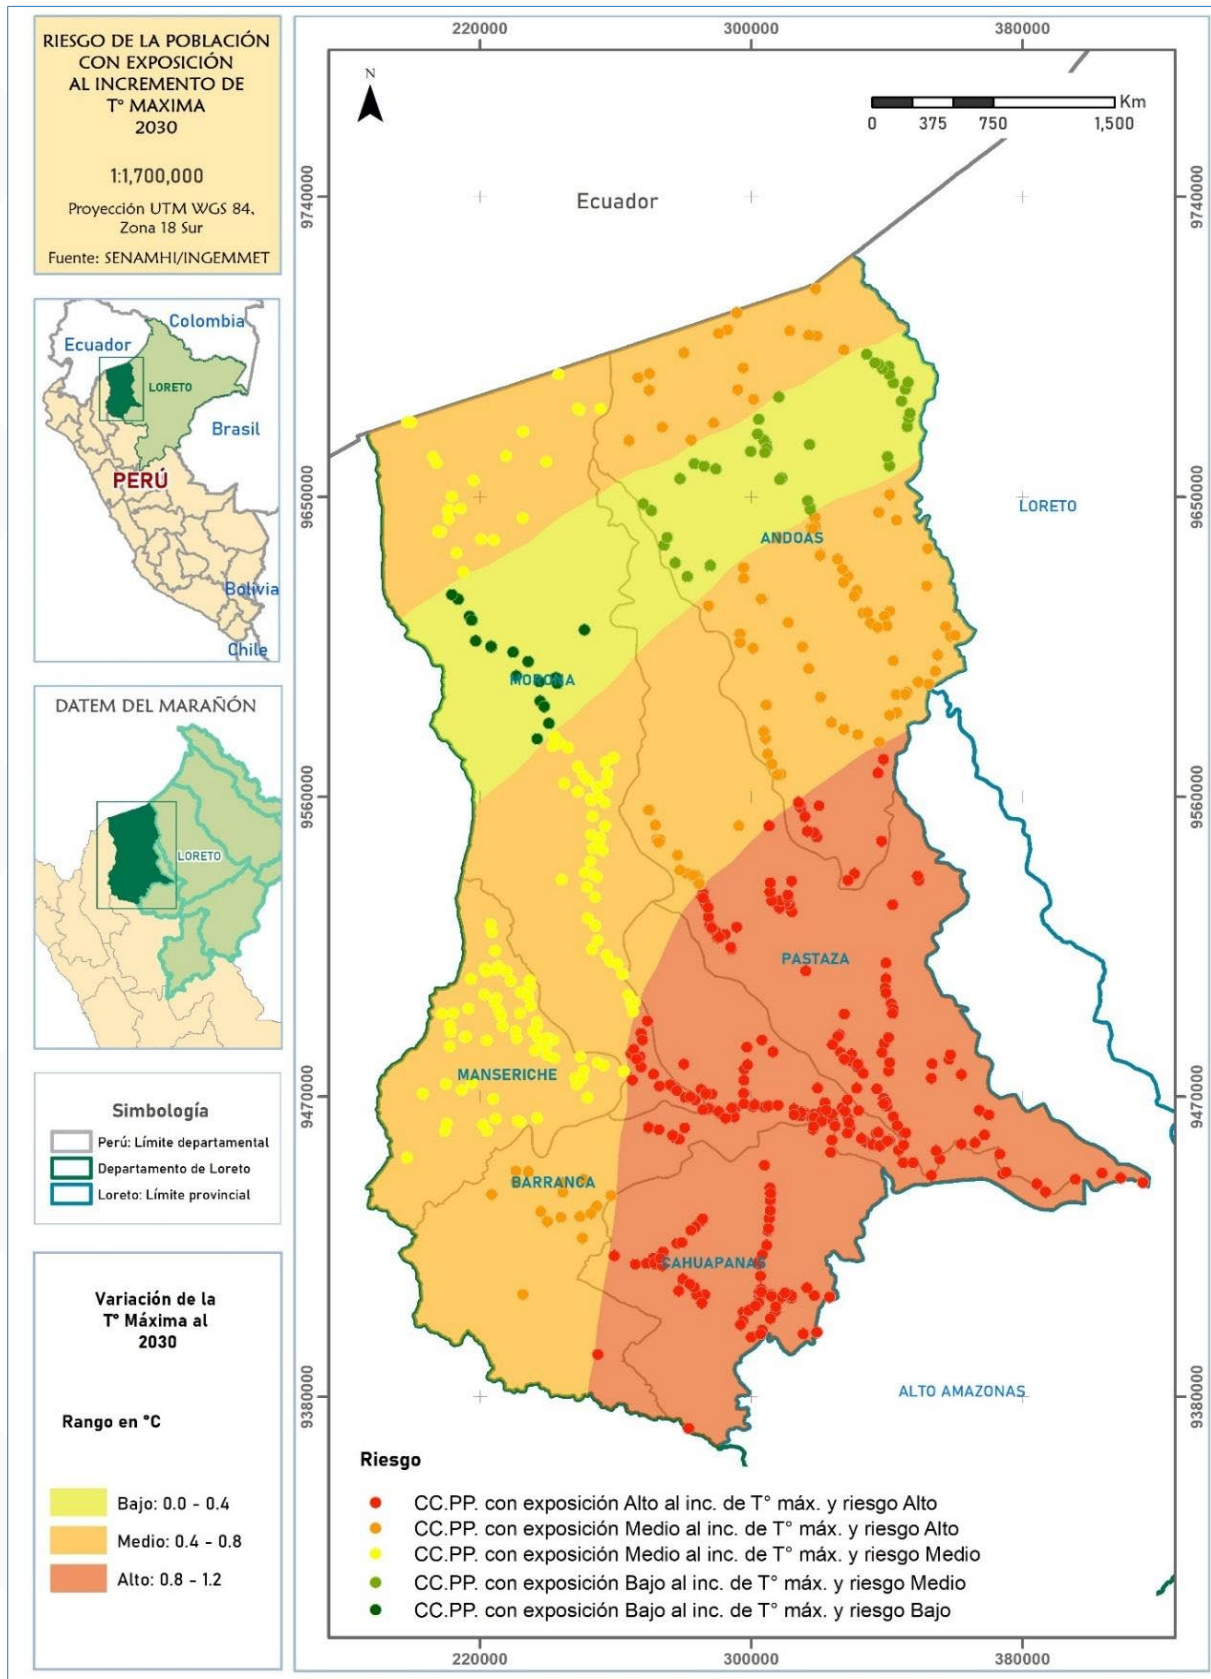 RIESGO DE LA POBLACIÓN
CON EXPOSICIÓN
AL INCREMENTO DE
T° MAXIMA
2030
1:1,700,000
Proyección UTM WGS 84,
Zona 18 Sur
Fuente: SENAMHI/INGEMMET
Colombia
Ecuador
LORETO
Brasil
PERÚ
Bolivia
Chile
DATEM DEL MARAÑÓN
LORETO
Simbología
Perú: Límite departamental
Departamento de Loreto
Loreto: Límite provincial
Variación de la
T° Máxima al
2030
Rango en °C
Bajo: 0.0 - 0.4
Medio: 0.4 - 0.8
Alto: 0.8 - 1.2
220000
300000
380000
N
Km
0
375
750
1,500
9740000
9740000
Ecuador
9650000
9650000
LORETO
ANDOAS
MORONA
9560000
9560000
PASTAZA
MANSERICHE
9470000
9470000
BARRANCA
CAHUAPANAS
9380000
9380000
ALTO AMAZONAS
Riesgo
CC.PP. con exposición Alto al inc. de T° máx. y riesgo Alto
CC.PP. con exposición Medio al inc. de T° máx. y riesgo Alto
CC.PP. con exposición Medio al inc. de T° máx. y riesgo Medio
CC.PP. con exposición Bajo al inc. de T° máx. y riesgo Medio
CC.PP. con exposición Bajo al inc. de T° máx. y riesgo Bajo
220000
300000
380000